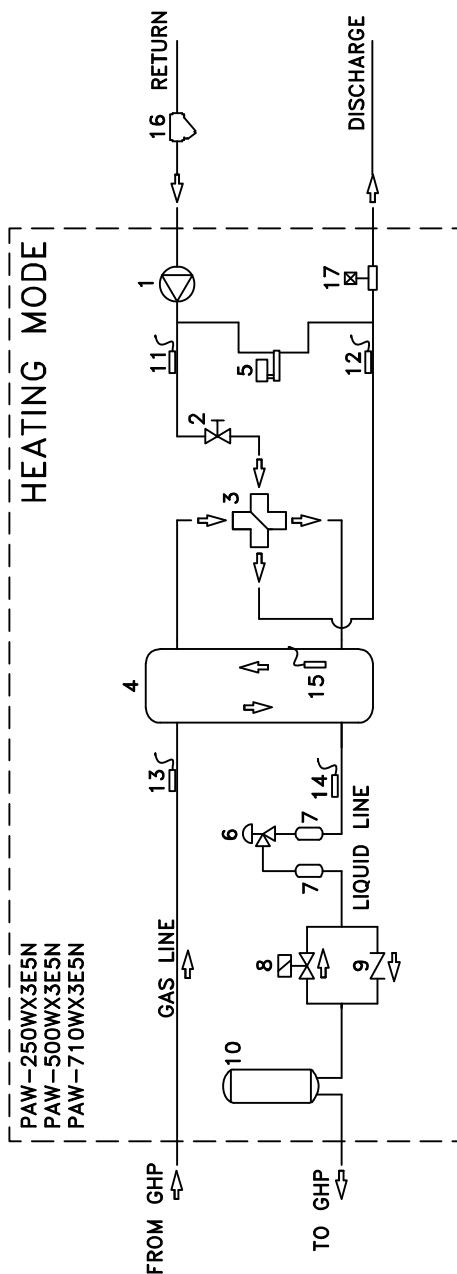 HEATING MODE
PAW-250WX3E5N
PAW-500WX3E5N
PAW-710WX3E5N
FROM GHP
GAS LINE
13
4
11
1
16
RETURN
2
3
5
10
8
6
7
7
15
17
12
9
14
LIQUID LINE
TO GHP
DISCHARGE